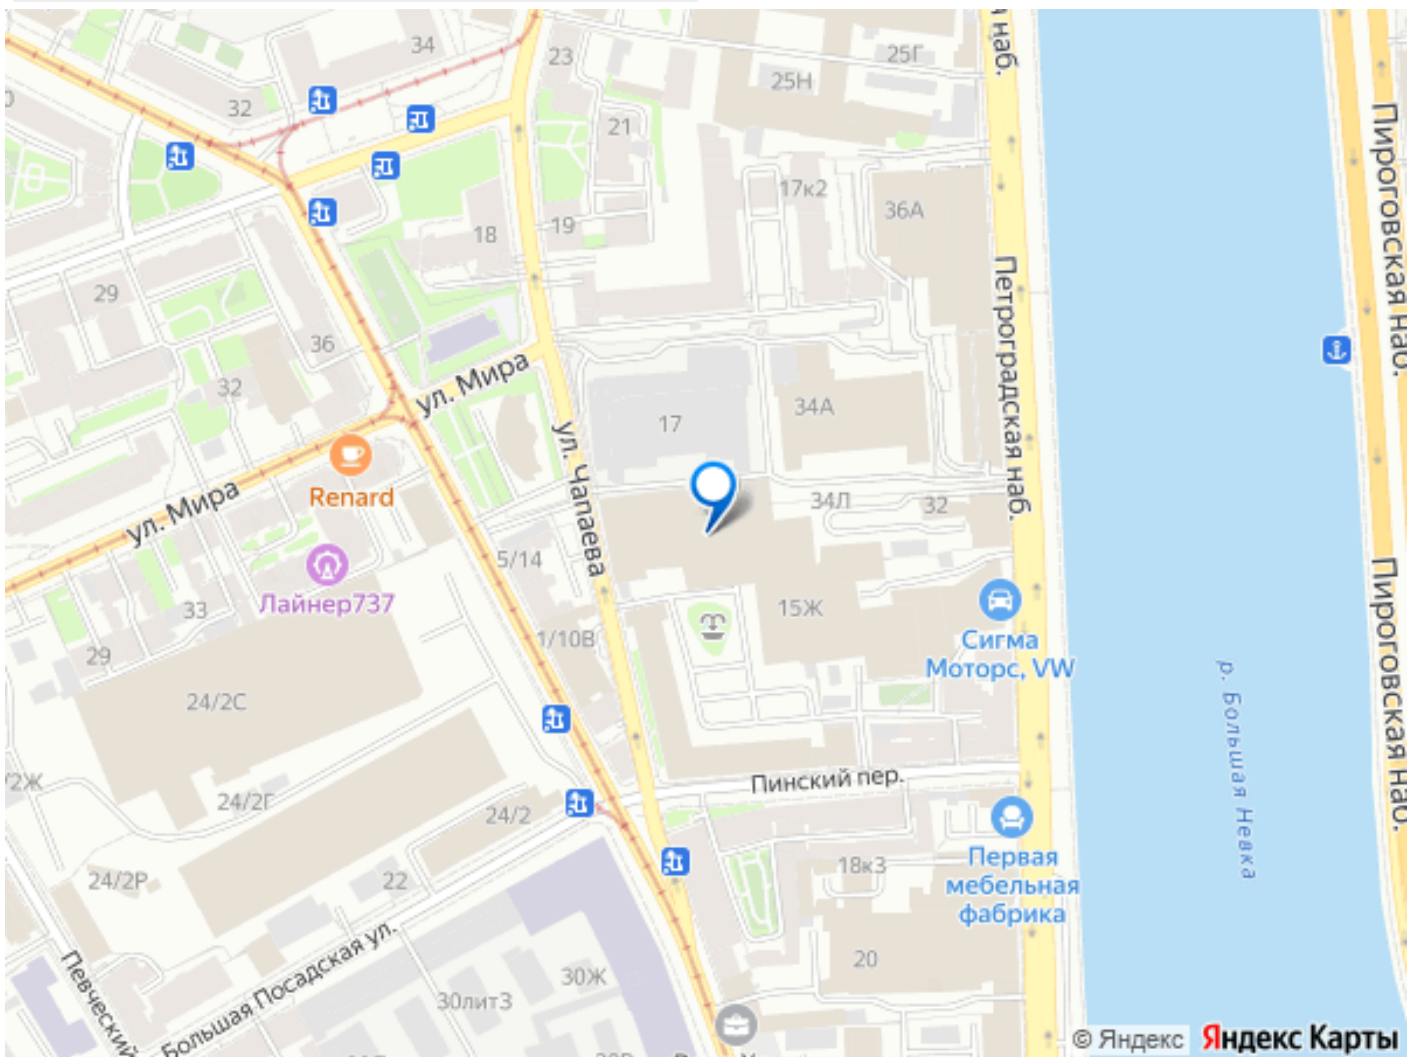 34
23
25Н
25Г
наб.
32
21
17к2
36А
18
19
29
36
32
ул. Мира
17
34А
Петроградская наб.
Пироговская наб.
ул. Чапаева
Renard
ул. Мира
34Л
32
5/14
Лайнер737
33
15Ж
Сигма
Моторс, VW
1/10В
29
24/2С
р. Большая Невка
Пироговская наб.
Пинский пер.
24/2Г
24/2
Первая
мебельная
фабрика
18к3
24/2Р
22
Большая Посадская ул.
Певческий
30Ж
30лит3
20
© Яндекс Яндекс Карты